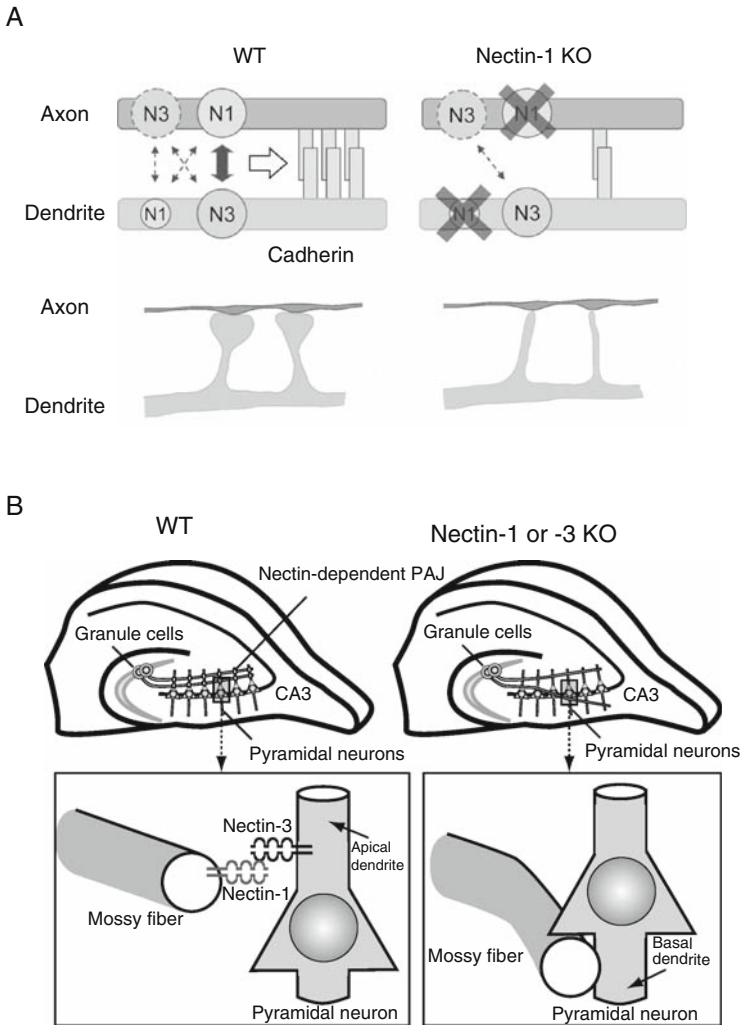 A
WT
Nectin-1 KO
Axon
N3
N1
N3
N1
Dendrite
N1
N3
N1
N3
Cadherin
Axon
Dendrite
B
WT
Nectin-1 or -3 KO
Nectin-dependent PAJ
Granule cells
CA3
Pyramidal neurons
Granule cells
CA3
Pyramidal neurons
Nectin-3
Apical
dendrite
Nectin-1
Mossy fiber
Pyramidal neuron
Mossy fiber
Basal
dendrite
Pyramidal neuron